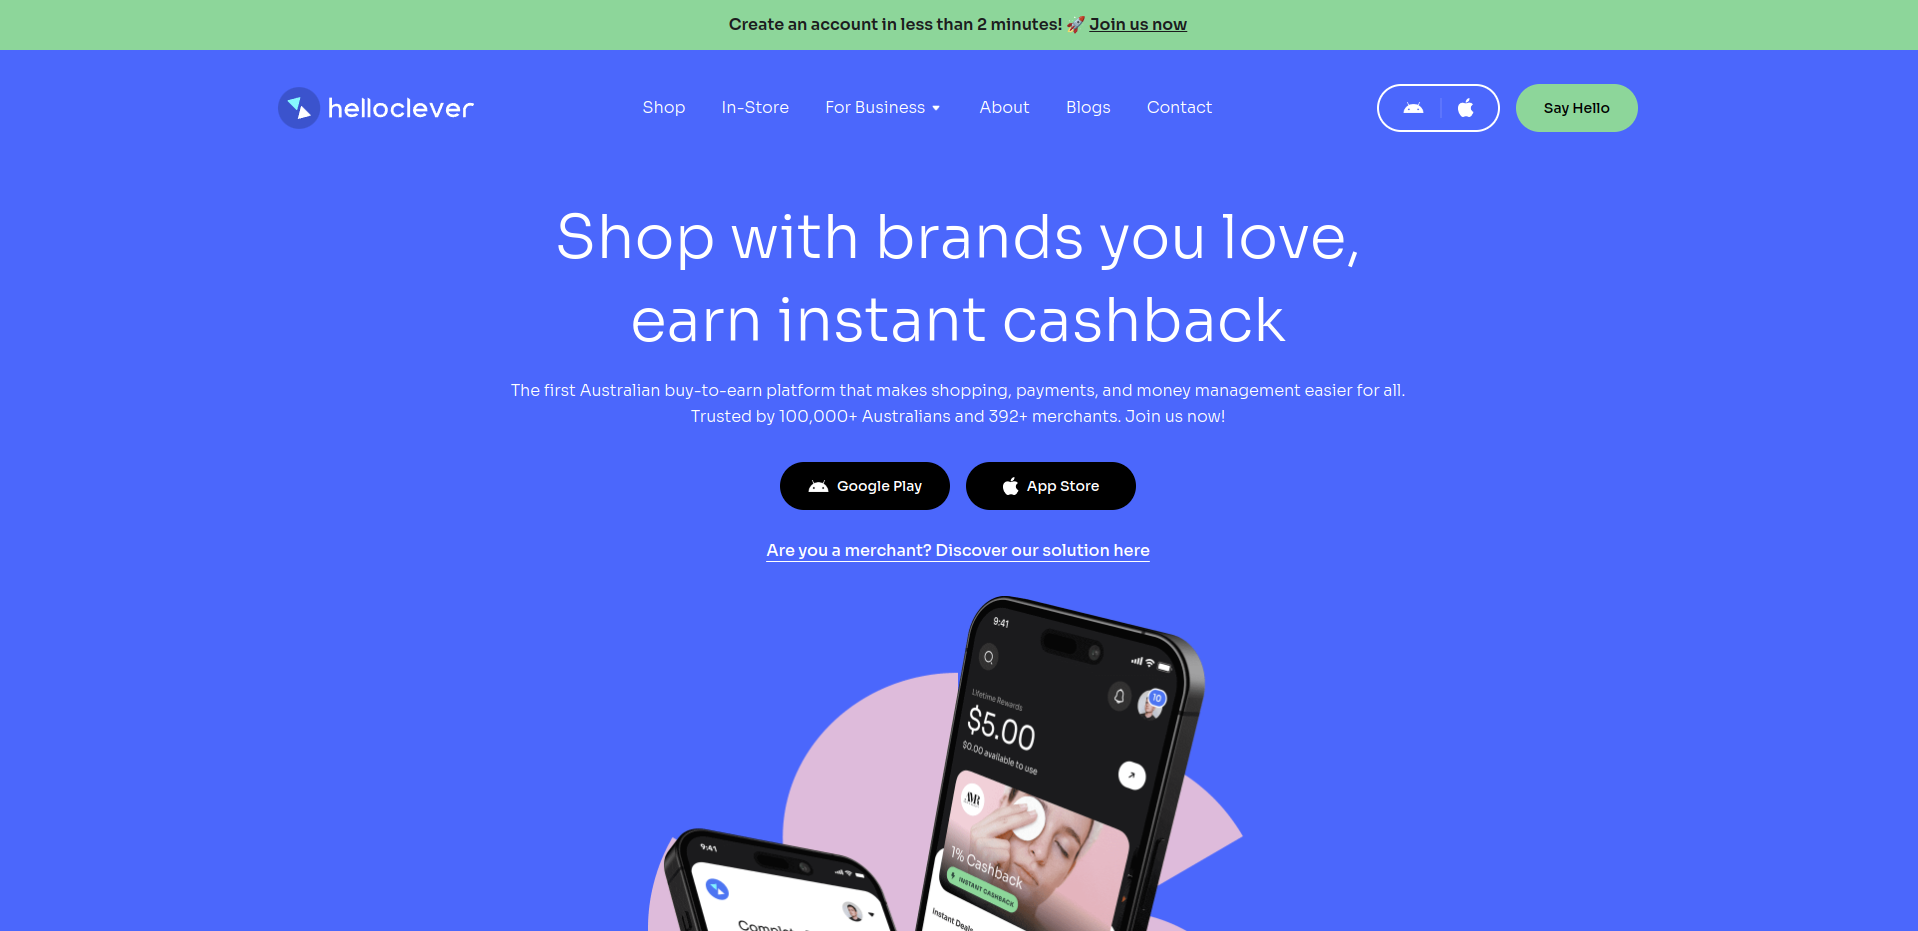 Create an account in less than 2 minutes! 🚀 Join us now
helloclever
Shop
In-Store
For Business
About
Blogs
Contact
Say Hello
Shop with brands you love,
earn instant cashback
The first Australian buy-to-earn platform that makes shopping, payments, and money management easier for all.
Trusted by 100,000+ Australians and 392+ merchants. Join us now!
Google Play
App Store
Are you a merchant? Discover our solution here
9:41
10
Lifetime Rewards
$5.00
$0.00 available to use
1% Cashback
INSTANT CASHBACK
Instant Deals
9:41